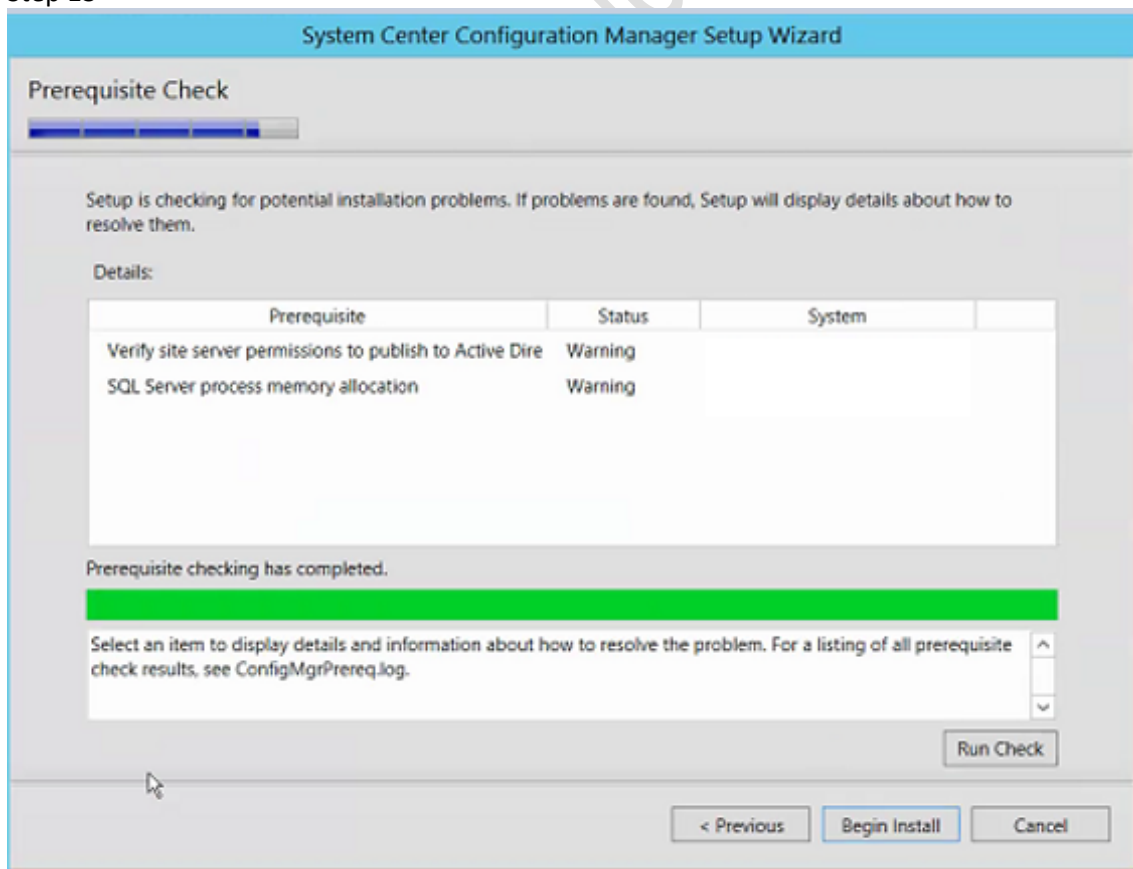 System Center Configuration Manager Setup Wizard
Prerequisite Check
Setup is checking for potential installation problems. If problems are found, Setup will display details about how to
resolve them.
Details:
Prerequisite Status System
Verify site server permissions to publish to Active Dire Warning
SQL Server process memory allocation Warning
Prerequisite checking has completed.
Select an item to display details and information about how to resolve the problem. For a listing of all prerequisite
check results, see ConfigMgrPrereq.log.
Run Check
< Previous Begin Install Cancel